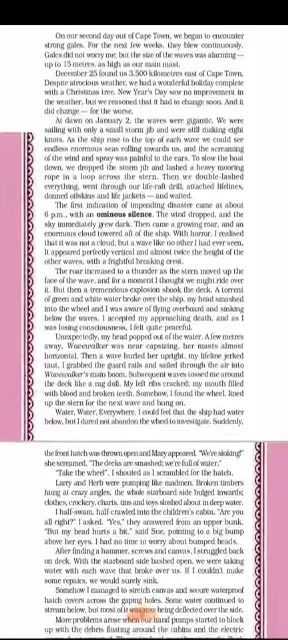 On our second day out of Cape Town, we began to encounter
strong gales. For the next few weeks, they blew continuously.
Gales did not worry me; but the size of the waves was alarming —
up to 15 metres, as high as our main mast.
December 25 found us 3,500 kilometres east of Cape Town.
Despite atrocious weather, we had a wonderful holiday complete
with a Christmas tree. New Year's Day saw no improvement in
the weather, but we reasoned that it had to change soon. And it
did change — for the worse.
At dawn on January 2, the waves were gigantic. We were
sailing with only a small storm jib and were still making eight
knots. As the ship rose to the top of each wave we could see
endless enormous seas rolling towards us, and the screaming
of the wind and spray was painful to the ears. To slow the boat
down, we dropped the storm jib and lashed a heavy mooring
rope in a loop across the stern. Then we double-lashed
everything, went through our life-raft drill, attached lifelines,
donned oilskins and life jackets — and waited.
The first indication of impending disaster came at about
6 p.m., with an ominous silence. The wind dropped, and the
sky immediately grew dark. Then came a growing roar, and an
enormous cloud towered aft of the ship. With horror, I realised
that it was not a cloud, but a wave like no other I had ever seen.
It appeared perfectly vertical and almost twice the height of the
other waves, with a frightful breaking crest.
The roar increased to a thunder as the stern moved up the
face of the wave, and for a moment I thought we might ride over
it. But then a tremendous explosion shook the deck. A torrent
of green and white water broke over the ship, my head smashed
into the wheel and I was aware of flying overboard and sinking
below the waves. I accepted my approaching death, and as I
was losing consciousness, I felt quite peaceful.
Unexpectedly, my head popped out of the water. A few metres
away, Wavewalker was near capsizing, her masts almost
horizontal. Then a wave hurled her upright, my lifeline jerked
taut, I grabbed the guard rails and sailed through the air into
Wavewalker's main boom. Subsequent waves tossed me around
the deck like a rag doll. My left ribs cracked; my mouth filled
with blood and broken teeth. Somehow, I found the wheel, lined
up the stern for the next wave and hung on.
Water, Water, Everywhere. I could feel that the ship had water
below, but I dared not abandon the wheel to investigate. Suddenly,
the front hatch was thrown open and Mary appeared. "We're sinking!"
she screamed. "The decks are smashed; we're full of water."
"Take the wheel", I shouted as I scrambled for the hatch.
Larry and Herb were pumping like madmen. Broken timbers
hung at crazy angles, the whole starboard side bulged inwards;
clothes, crockery, charts, tins and toys sloshed about in deep water.
I half-swam, half-crawled into the children's cabin. "Are you
all right?" I asked. "Yes," they answered from an upper bunk.
"But my head hurts a bit," said Sue, pointing to a big bump
above her eyes. I had no time to worry about bumped heads.
After finding a hammer, screws and canvas, I struggled back
on deck. With the starboard side bashed open, we were taking
water with each wave that broke over us. If I couldn't make
some repairs, we would surely sink.
Somehow I managed to stretch canvas and secure waterproof
hatch covers across the gaping holes. Some water continued to
stream below, but most of it was being deflected over the side.
More problems arose when our hand pumps started to block
up with the debris floating around the cabins and the electric